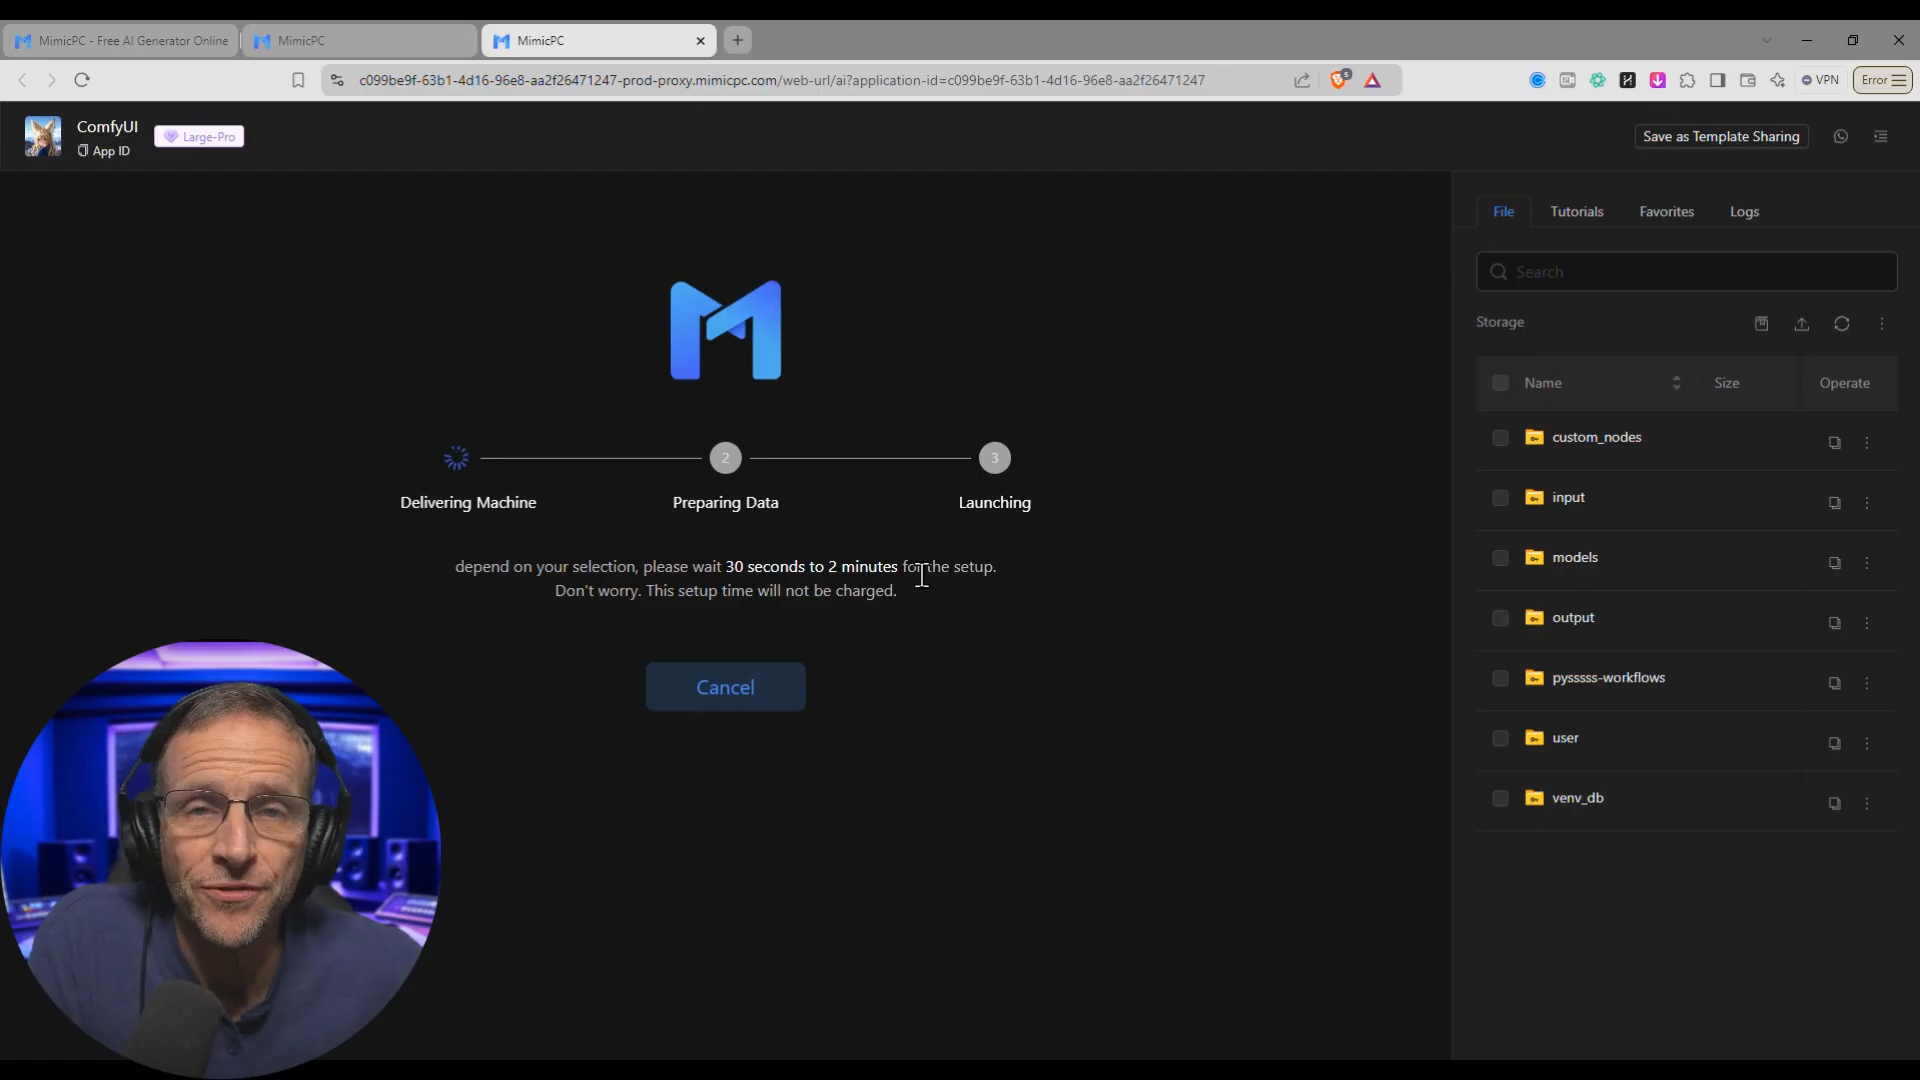 MimicPC - Free AI Generator Online
MimicPC
MimicPC
c099be9f-63b1-4d16-96e8-aa2f26471247-prod-proxy.mimicpc.com/web-url/ai?application-id=c099be9f-63b1-4d16-96e8-aa2f26471247
5
VPN
Error
ComfyUI
App ID
Large-Pro
Save as Template Sharing
File
Tutorials
Favorites
Logs
Search
Storage
Name
Size
Operate
custom_nodes
input
models
output
pysssss-workflows
user
venv_db
2
3
Delivering Machine
Preparing Data
Launching
depend on your selection, please wait 30 seconds to 2 minutes for the setup.
Don't worry. This setup time will not be charged.
Cancel